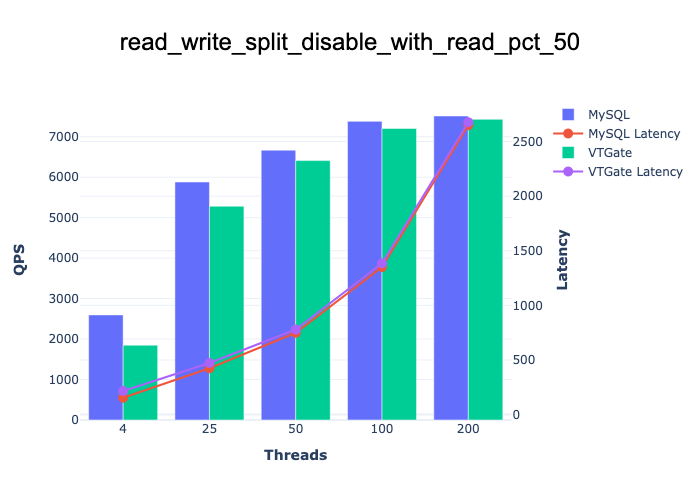 read_write_split_disable_with_read_pct_50
MySQL
MySQL Latency
VTGate
VTGate Latency
7000
6000
5000
4000
3000
2000
1000
0
QPS
2500
2000
1500
1000
500
0
Latency
4
25
50
100
200
Threads